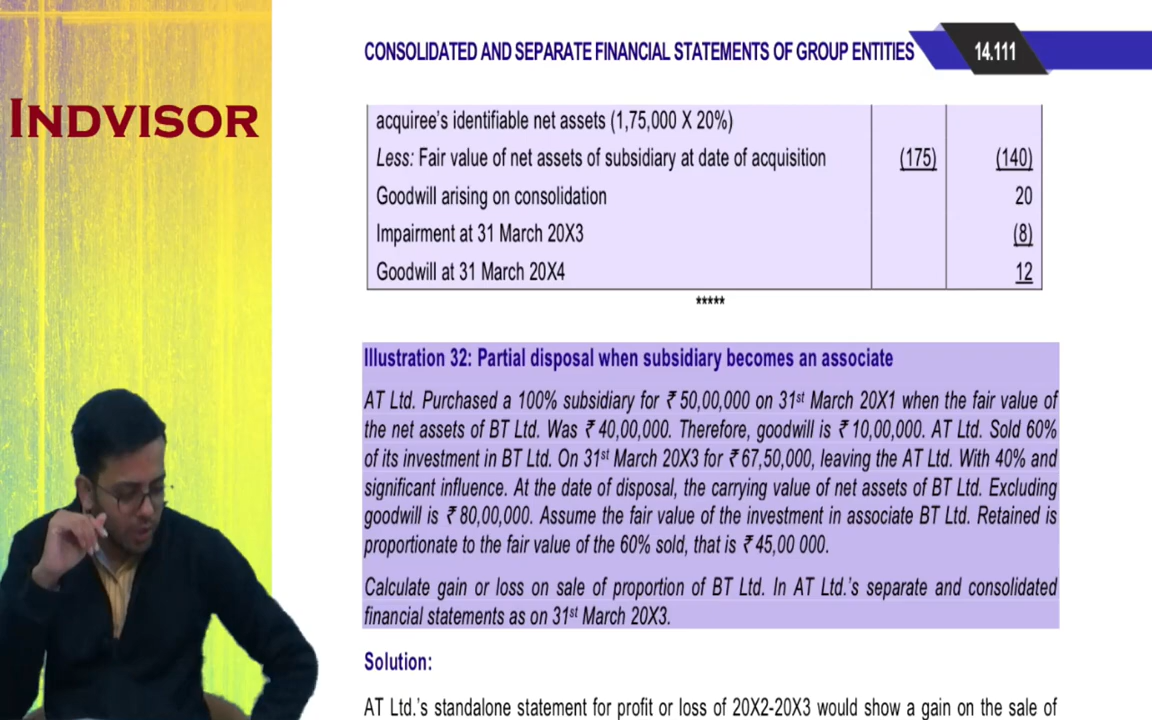 CONSOLIDATED AND SEPARATE FINANCIAL STATEMENTS OF GROUP ENTITIES 14.111
INDVISOR
acquiree's identifiable net assets (1,75,000 X 20%)
Less: Fair value of net assets of subsidiary at date of acquisition (175) (140)
Goodwill arising on consolidation 20
Impairment at 31 March 20X3 (8)
Goodwill at 31 March 20X4 12
*****
Illustration 32: Partial disposal when subsidiary becomes an associate
AT Ltd. Purchased a 100% subsidiary for ₹ 50,00,000 on 31st March 20X1 when the fair value of
the net assets of BT Ltd. Was ₹ 40,00,000. Therefore, goodwill is ₹ 10,00,000. AT Ltd. Sold 60%
of its investment in BT Ltd. On 31st March 20X3 for ₹ 67,50,000, leaving the AT Ltd. With 40% and
significant influence. At the date of disposal, the carrying value of net assets of BT Ltd. Excluding
goodwill is ₹ 80,00,000. Assume the fair value of the investment in associate BT Ltd. Retained is
proportionate to the fair value of the 60% sold, that is ₹ 45,00 000.
Calculate gain or loss on sale of proportion of BT Ltd. In AT Ltd.'s separate and consolidated
financial statements as on 31st March 20X3.
Solution:
AT Ltd.'s standalone statement for profit or loss of 20X2-20X3 would show a gain on the sale of